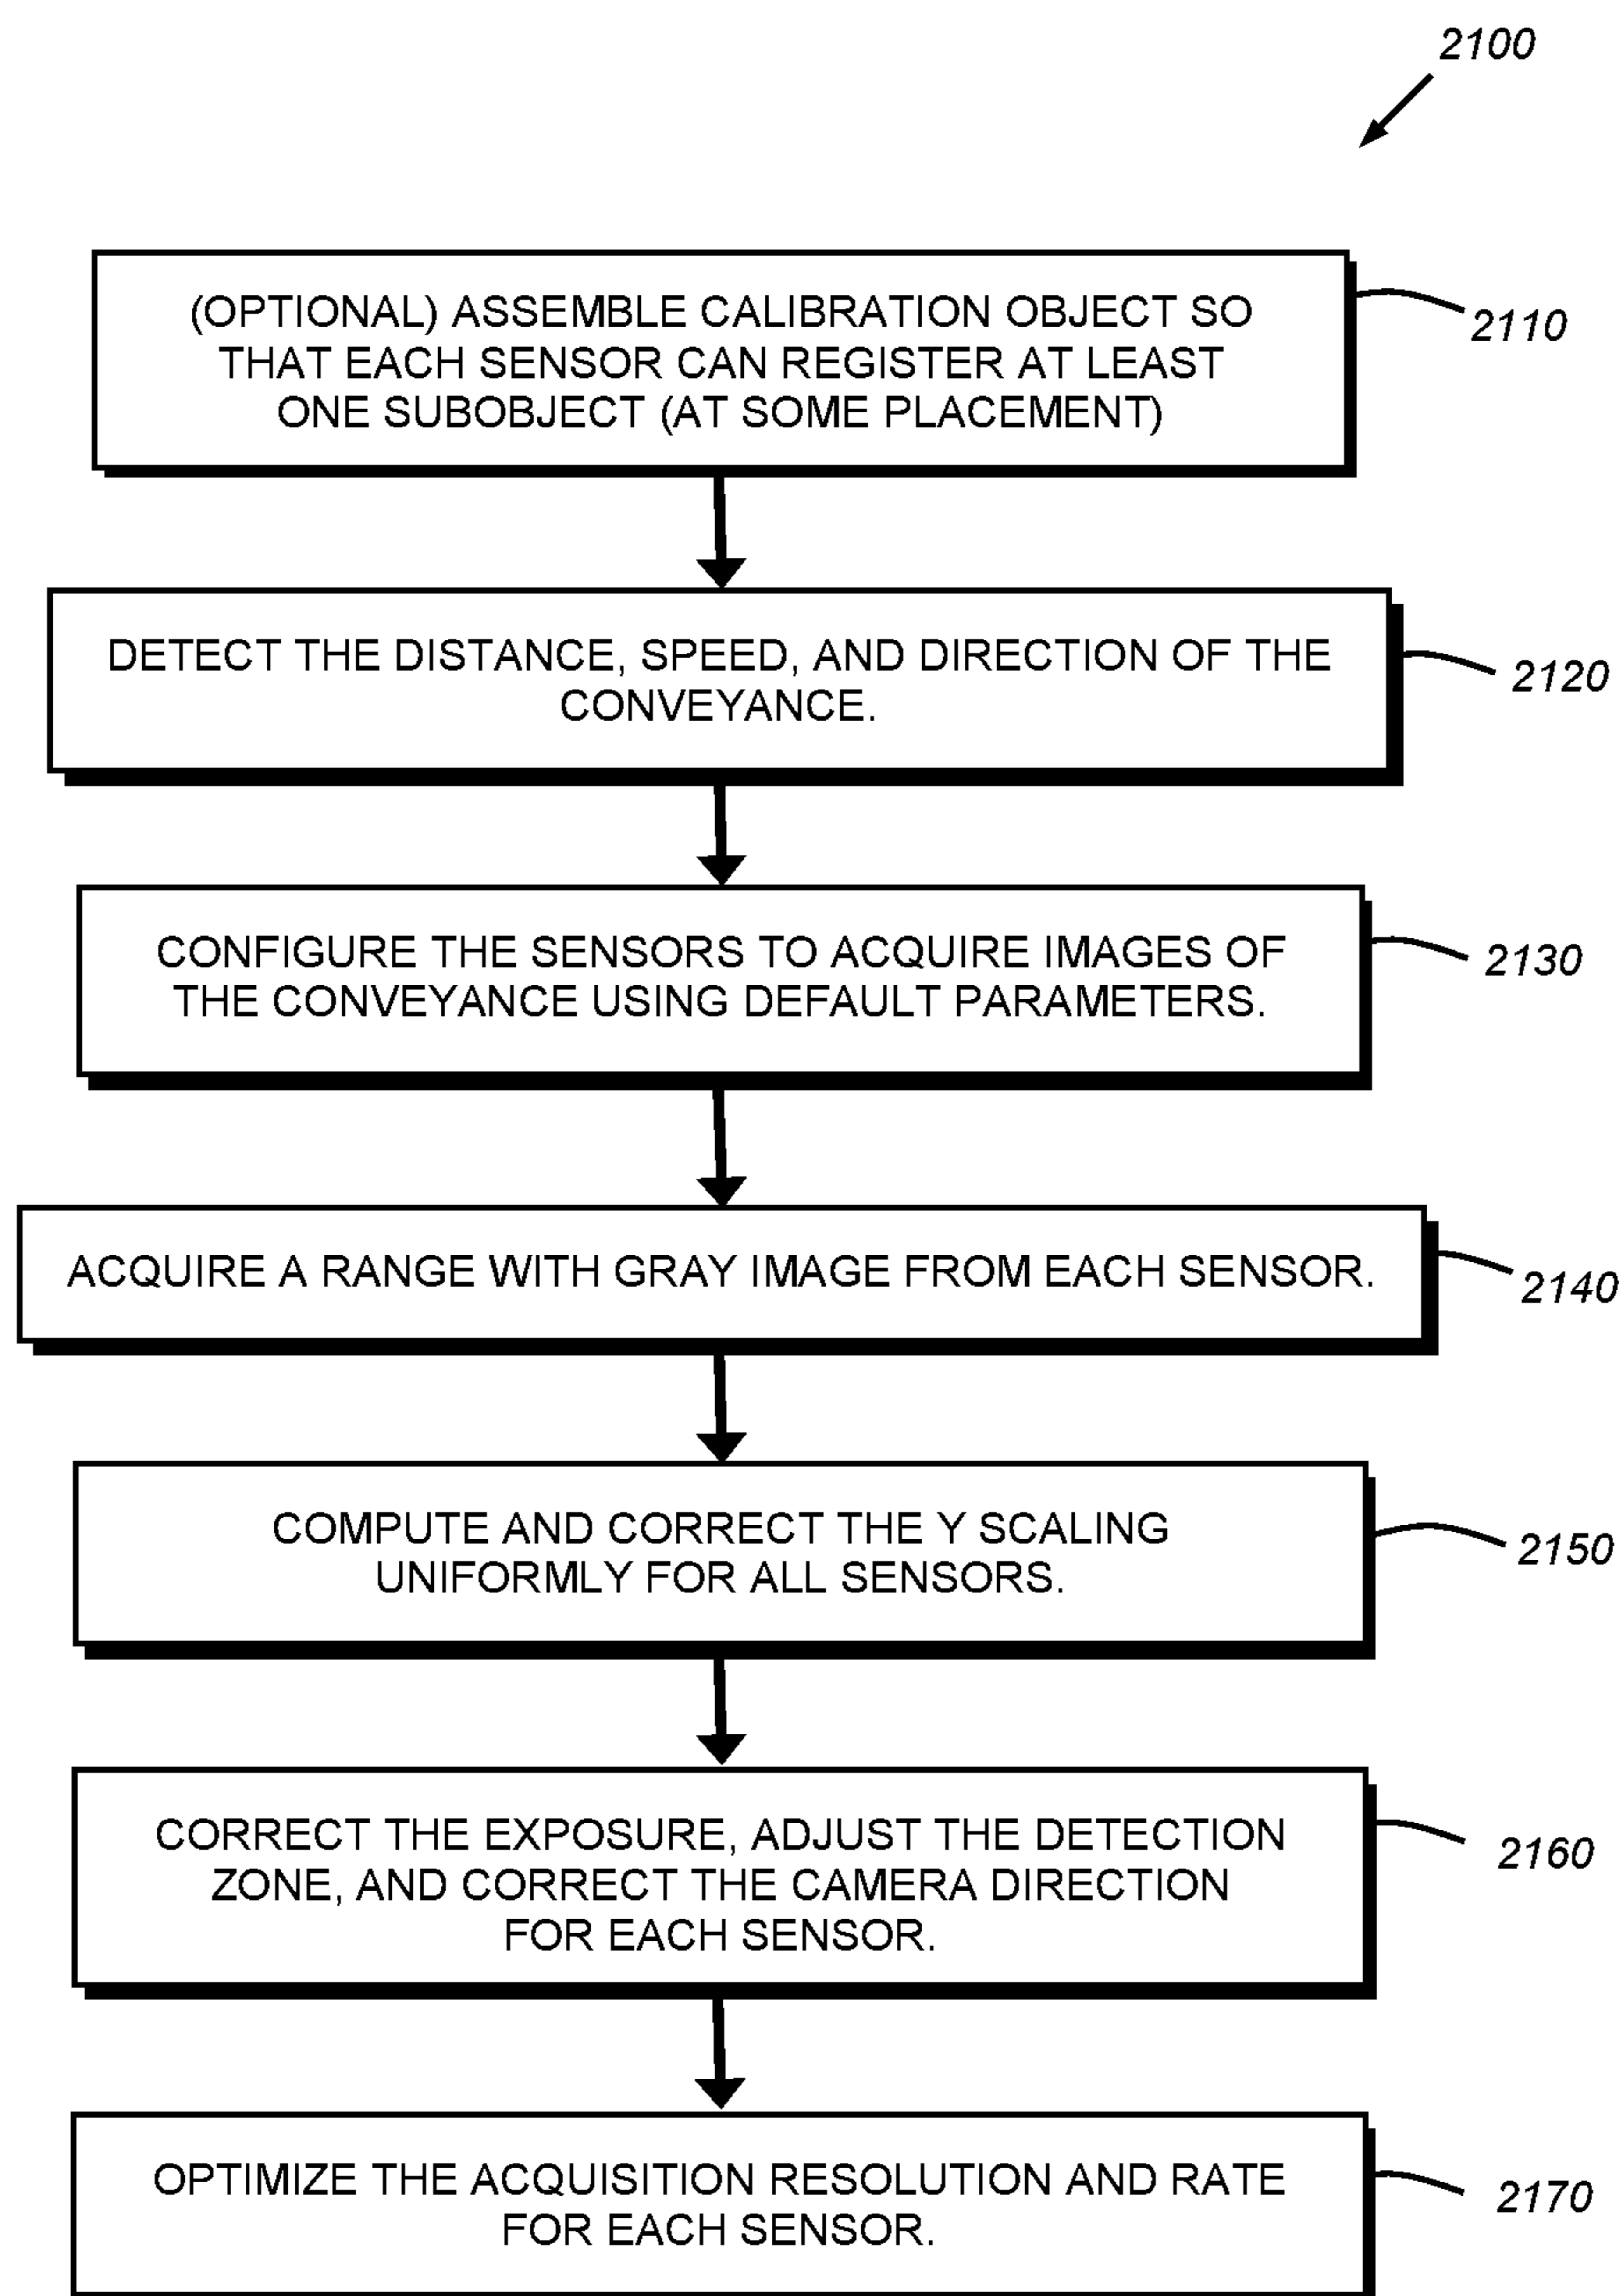 2100
(OPTIONAL) ASSEMBLE CALIBRATION OBJECT SO
THAT EACH SENSOR CAN REGISTER AT LEAST
ONE SUBOBJECT (AT SOME PLACEMENT)
2110
DETECT THE DISTANCE, SPEED, AND DIRECTION OF THE
CONVEYANCE.
2120
CONFIGURE THE SENSORS TO ACQUIRE IMAGES OF
THE CONVEYANCE USING DEFAULT PARAMETERS.
2130
ACQUIRE A RANGE WITH GRAY IMAGE FROM EACH SENSOR.
2140
COMPUTE AND CORRECT THE Y SCALING
UNIFORMLY FOR ALL SENSORS.
2150
CORRECT THE EXPOSURE, ADJUST THE DETECTION
ZONE, AND CORRECT THE CAMERA DIRECTION
FOR EACH SENSOR.
2160
OPTIMIZE THE ACQUISITION RESOLUTION AND RATE
FOR EACH SENSOR.
2170